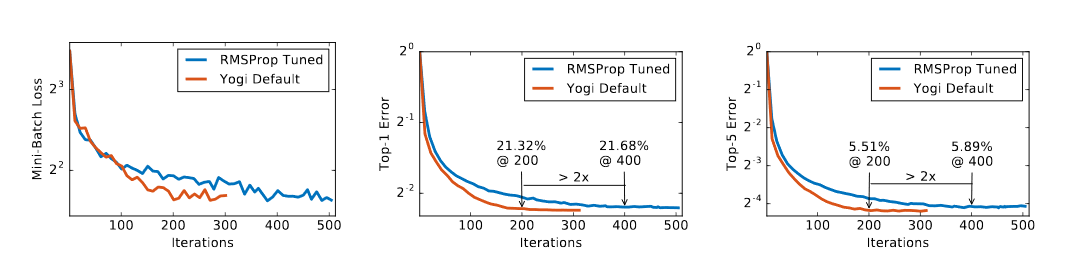 RMSProp Tuned
Yogi Default
Mini-Batch Loss
2^3
2^2
100 200 300 400 500
Iterations
RMSProp Tuned
Yogi Default
Top-1 Error
2^0
2^-1
2^-2
21.32%
@ 200
21.68%
@ 400
> 2x
100 200 300 400 500
Iterations
RMSProp Tuned
Yogi Default
Top-5 Error
2^0
2^-1
2^-2
2^-3
2^-4
5.51%
@ 200
5.89%
@ 400
> 2x
100 200 300 400 500
Iterations